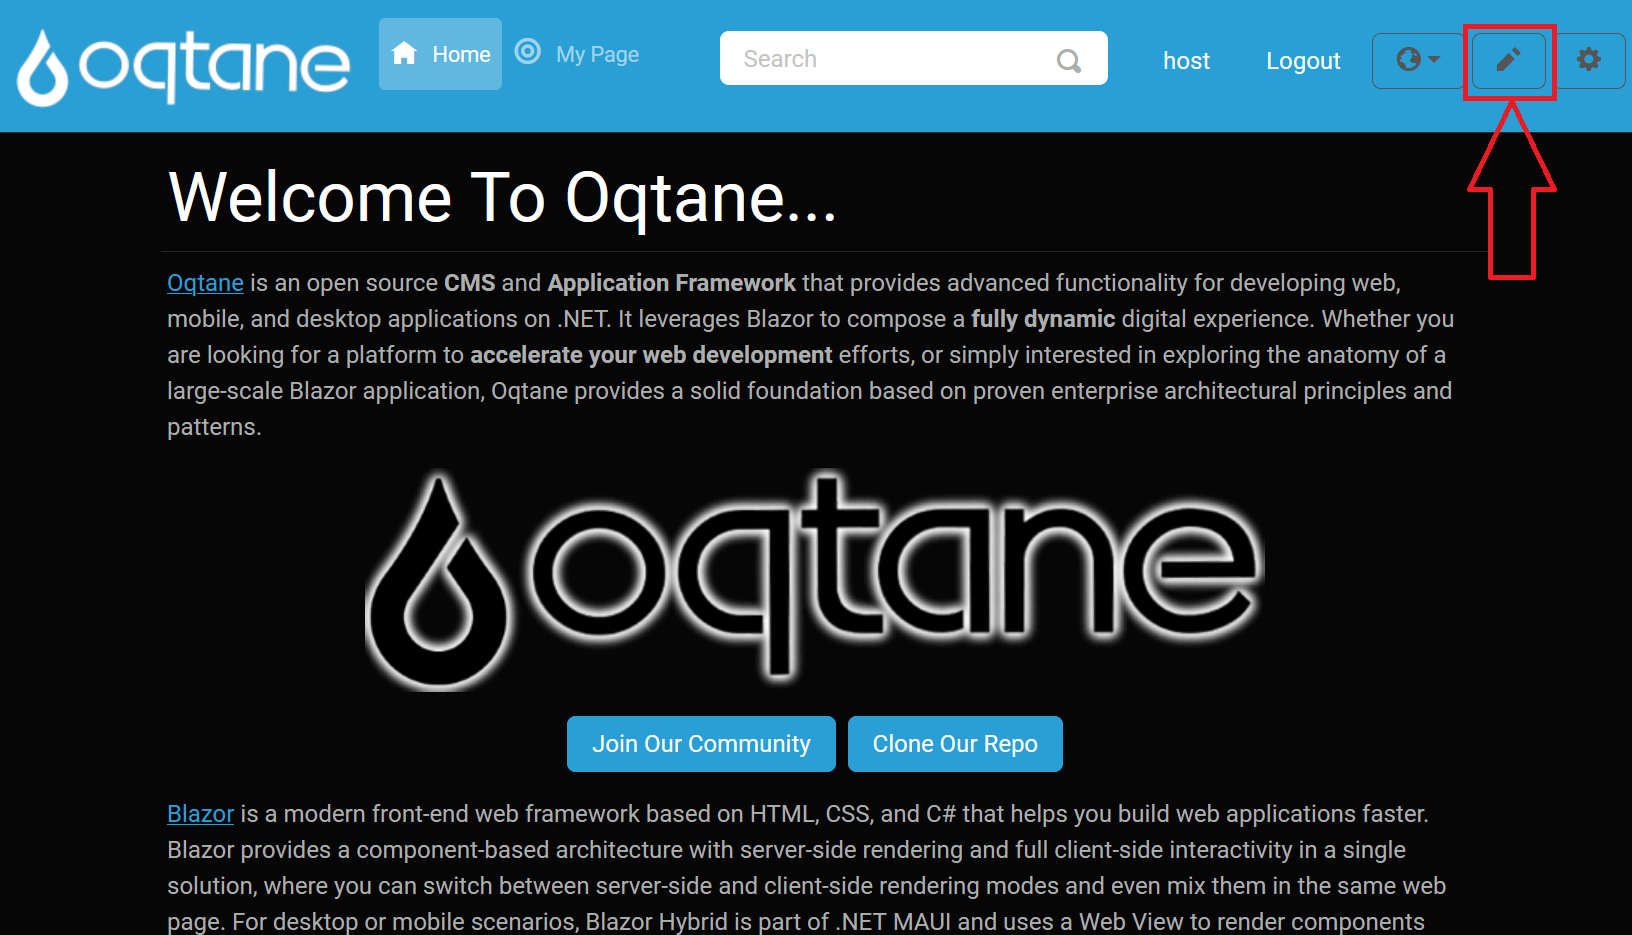 oqtane Home My Page Search host Logout
Welcome To Oqtane...
Oqtane is an open source CMS and Application Framework that provides advanced functionality for developing web,
mobile, and desktop applications on .NET. It leverages Blazor to compose a fully dynamic digital experience. Whether you
are looking for a platform to accelerate your web development efforts, or simply interested in exploring the anatomy of a
large-scale Blazor application, Oqtane provides a solid foundation based on proven enterprise architectural principles and
patterns.
oqtane
Join Our Community Clone Our Repo
Blazor is a modern front-end web framework based on HTML, CSS, and C# that helps you build web applications faster.
Blazor provides a component-based architecture with server-side rendering and full client-side interactivity in a single
solution, where you can switch between server-side and client-side rendering modes and even mix them in the same web
page. For desktop or mobile scenarios, Blazor Hybrid is part of .NET MAUI and uses a Web View to render components